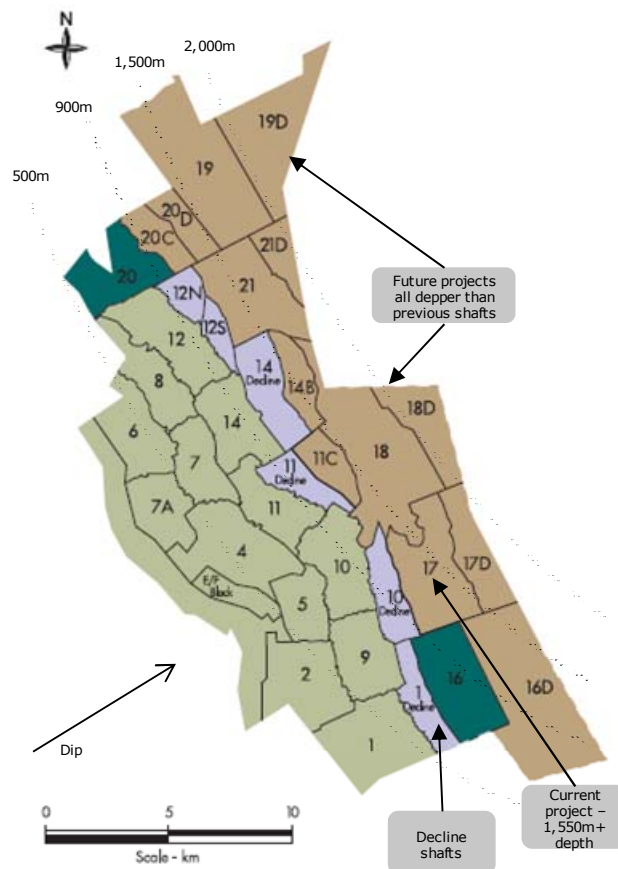 N
2,000m
1,500m
900m
500m
19D
19
20
D
20
C
21D
20
21
12N
12
112S
Future projects
all depper than
previous shafts
14
Decline
14B
8
18D
6
14
18
11C
7
11
Decline
7A
11
4
10
17
17D
E/F
Block
5
10
Decline
9
2
16
1
Decline
16D
1
Dip
0
5
10
Scale - km
Decline
shafts
Current
project –
1,550m+
depth